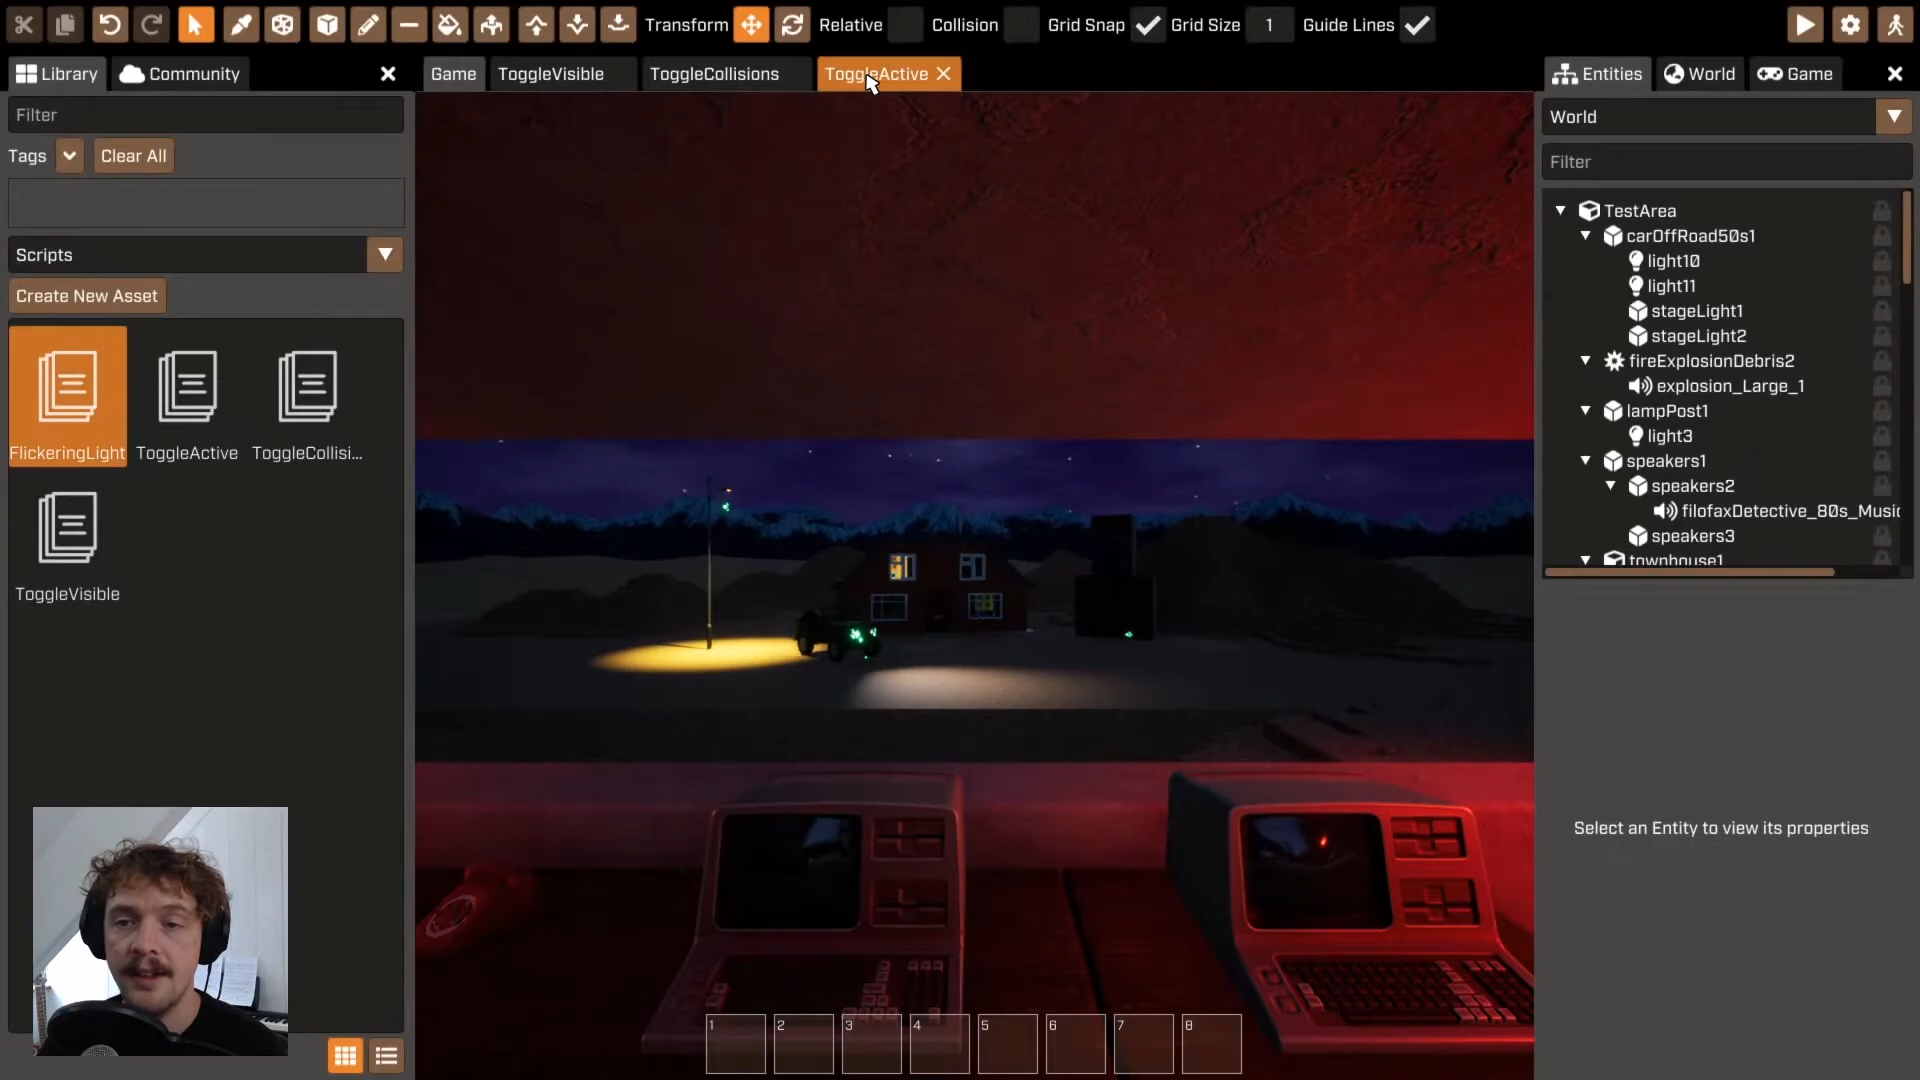 Transform Relative Collision Grid Snap Grid Size 1 Guide Lines
Library Community
Game ToggleVisible ToggleCollisions ToggleActive
Entities World Game
Filter
Tags Clear All
Scripts
Create New Asset
FlickeringLight ToggleActive ToggleCollisi...
ToggleVisible
1 2 3 4 5 6 7 8
World
Filter
TestArea
carOffRoad50s1
light10
light11
stageLight1
stageLight2
fireExplosionDebris2
explosion_Large_1
lampPost1
light3
speakers1
speakers2
filofaxDetective_80s_Music
speakers3
townhouse1
Select an Entity to view its properties